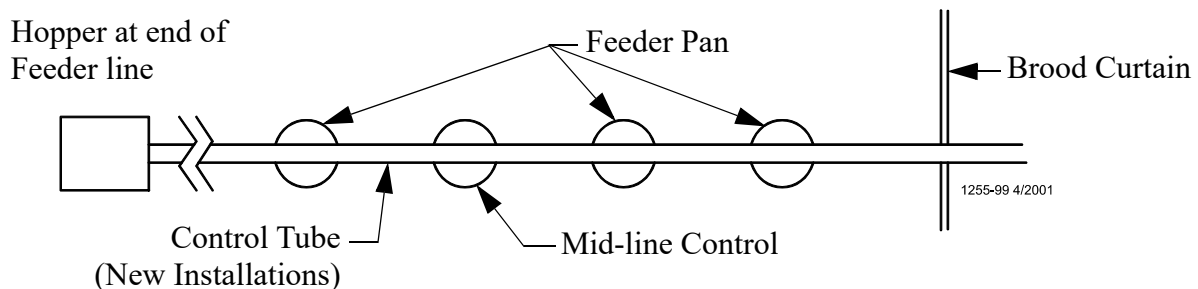 Hopper at end of
Feeder line
Feeder Pan
Brood Curtain
1255-99 4/2001
Control Tube
(New Installations)
Mid-line Control